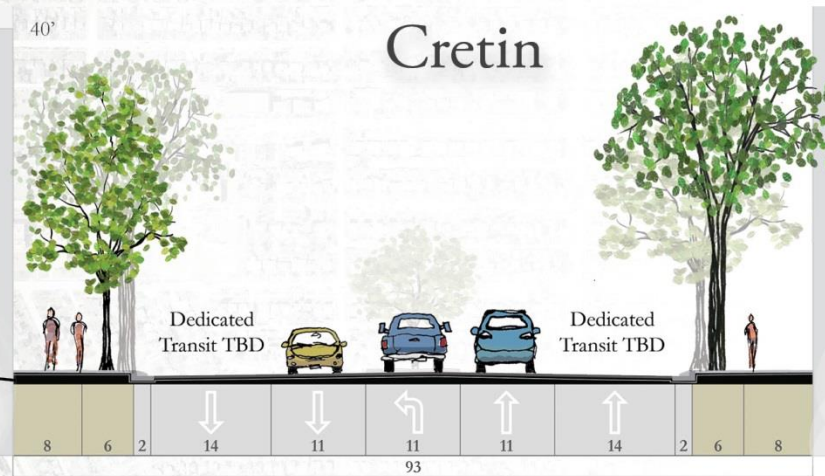 40’
Cretin
Dedicated
Transit TBD
Dedicated
Transit TBD
8 6 2 14 11 11 11 14 2 6 8
93